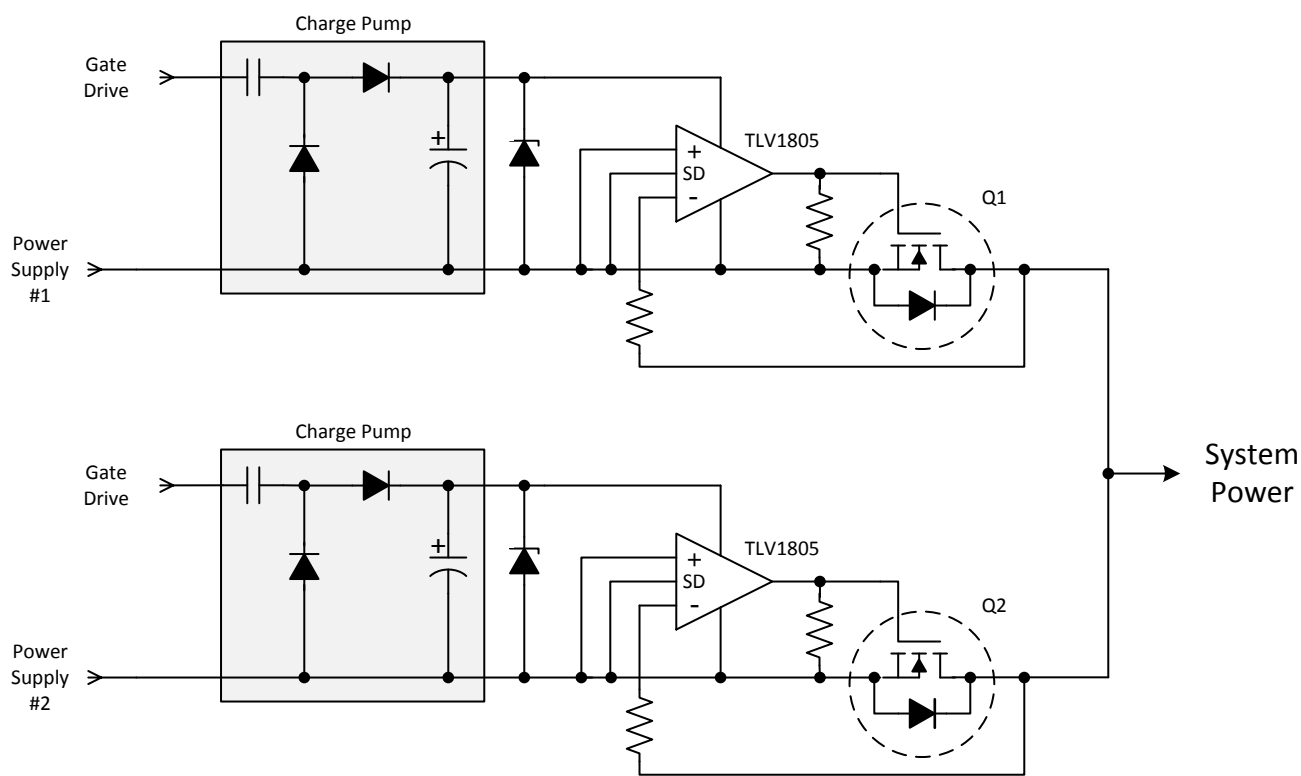 Charge Pump
Gate
Drive
TLV1805
+
+
SD
-
Q1
Power
Supply
#1
Charge Pump
Gate
Drive
System
Power
TLV1805
+
+
SD
-
Q2
Power
Supply
#2